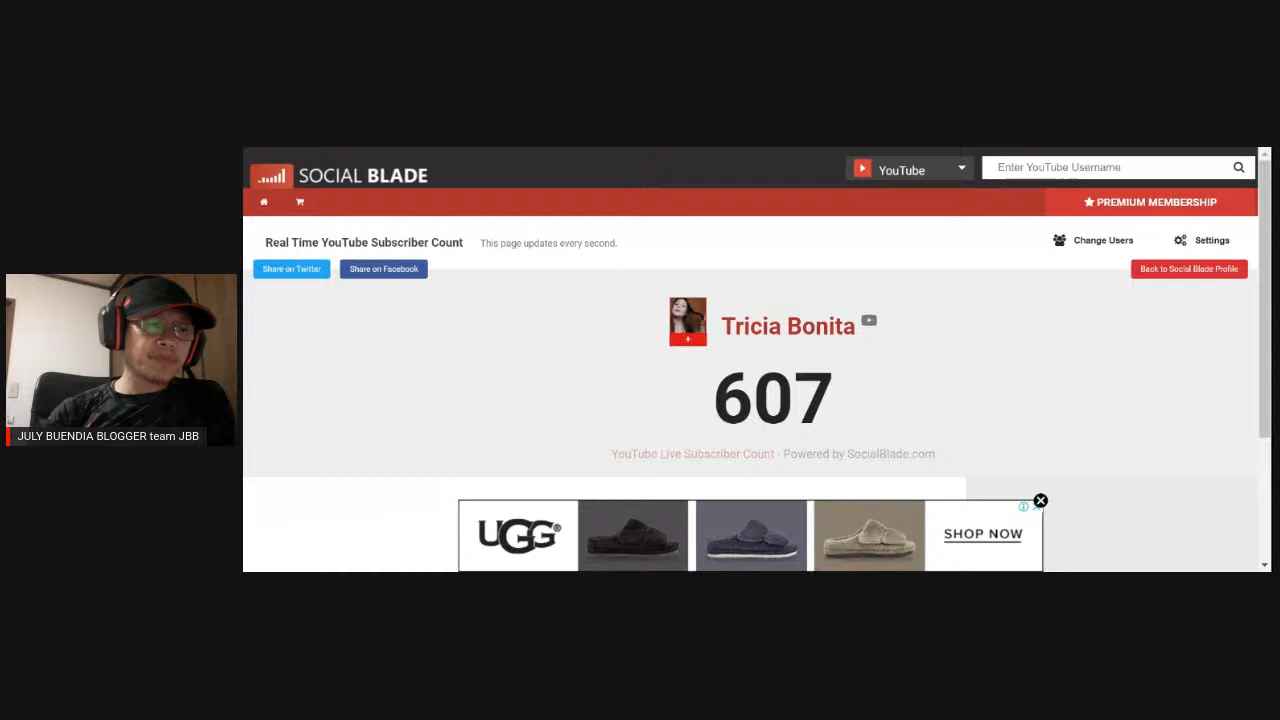 SOCIAL BLADE
YouTube
Enter YouTube Username
PREMIUM MEMBERSHIP
Real Time YouTube Subscriber Count
This page updates every second.
Change Users
Settings
Share on Twitter
Share on Facebook
Back to Social Blade Profile
Tricia Bonita
+
607
YouTube Live Subscriber Count - Powered by SocialBlade.com
JULY BUENDIA BLOGGER team JBB
UGG®
SHOP NOW